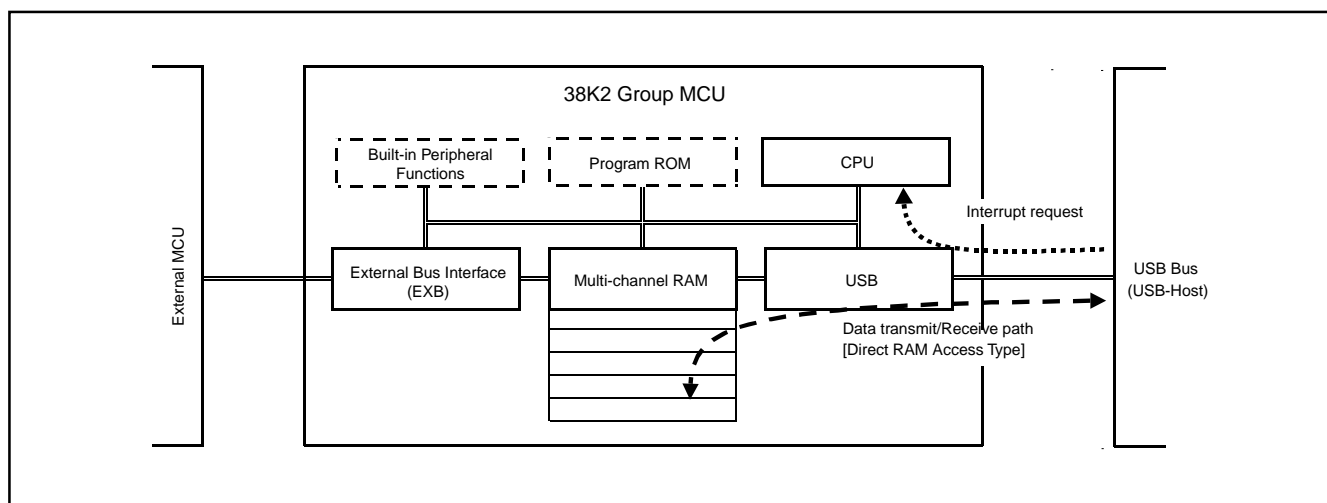 38K2 Group MCU
Built-in Peripheral
Functions
Program ROM
CPU
Interrupt request
External MCU
External Bus Interface
(EXB)
Multi-channel RAM
USB
USB Bus
(USB-Host)
Data transmit/Receive path
[Direct RAM Access Type]